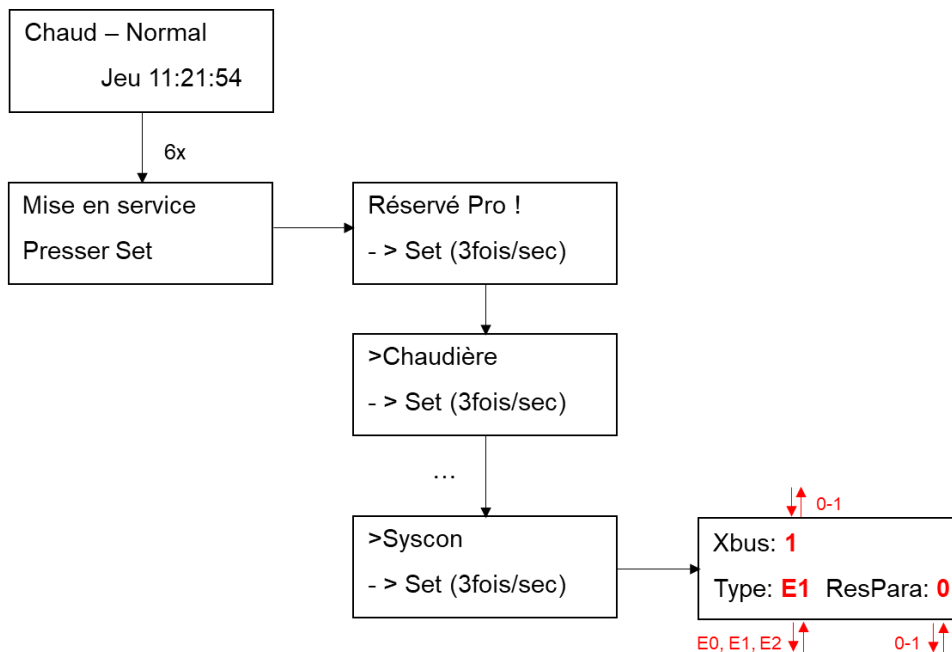 Chaud – Normal
Jeu 11:21:54
6x
Mise en service
Presser Set
Réservé Pro !
- > Set (3fois/sec)
>Chaudière
- > Set (3fois/sec)
…
>Syscon
- > Set (3fois/sec)
0-1
Xbus: 1
Type: E1 ResPara: 0
E0, E1, E2 0-1